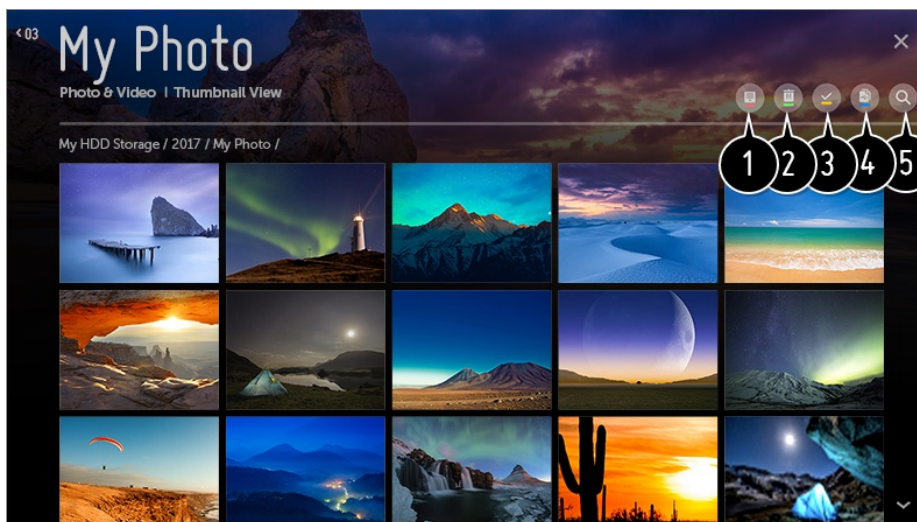 03
My Photo
Photo & Video | Thumbnail View
My HDD Storage / 2017 / My Photo /
1 2 3 4 5